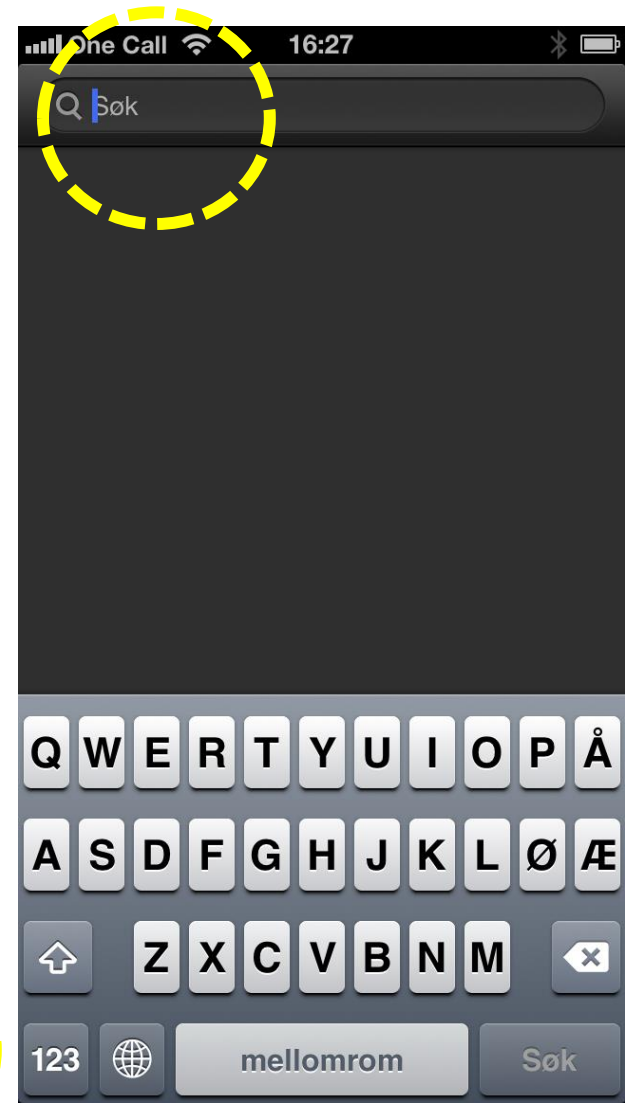 One Call 16:27
Søk
Q W E R T Y U I O P Å
A S D F G H J K L Ø Æ
Z X C V B N M
123 mellomrom Søk